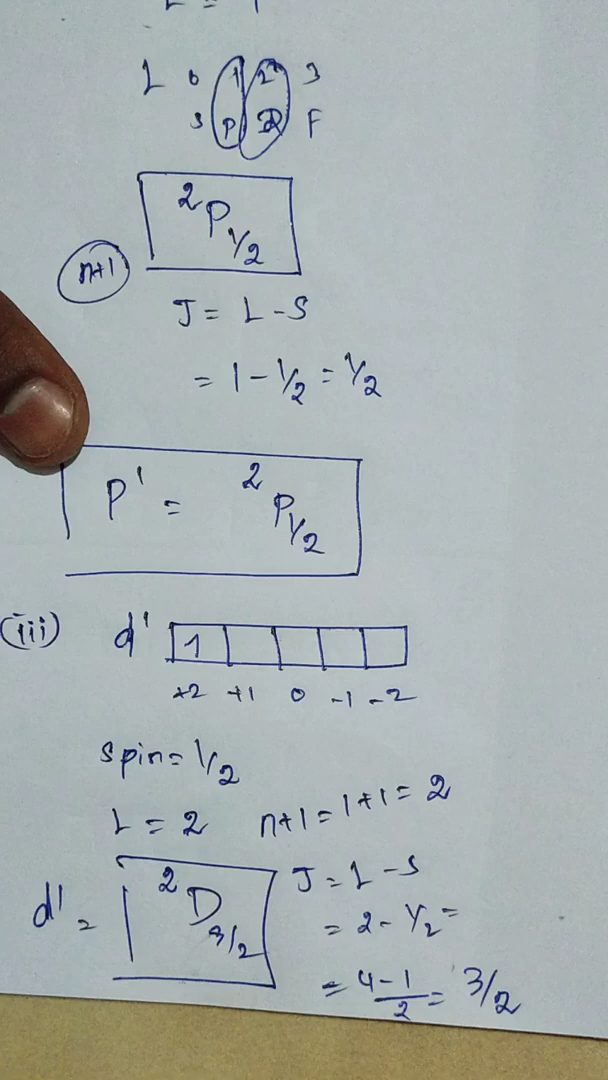 L = 1
L 0 1 2 3
S P D F
²P₁/₂
n+1
J = L - S
= 1 - 1/2 = 1/2
P¹ = ²P₁/₂
(iii) d¹ 1
+2 +1 0 -1 -2
spin = 1/2
L = 2 n+1 = 1+1 = 2
d¹ = ²D₃/₂ J = L - S
= 2 - 1/2 =
= 4-1/2 = 3/2